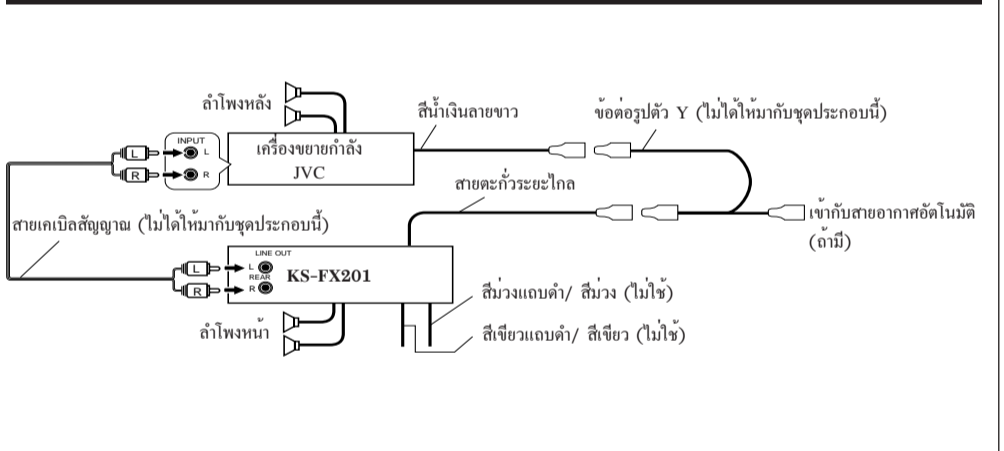 ลำโพงหลัง
สีน้ำเงินลายขาว
ข้อต่อรูปตัว Y (ไม่ได้ให้มากับชุดประกอบนี้)
INPUT
L
L
R
R
เครื่องขยายกำลัง
JVC
สายตะกั่วระยะไกล
สายเคเบิลสัญญาณ (ไม่ได้ให้มากับชุดประกอบนี้)
เข้ากับสายอากาศอัตโนมัติ
(ถ้ามี)
LINE OUT
L
L
REAR
R
R
KS-FX201
สีม่วงแถบดำ/ สีม่วง (ไม่ใช้)
ลำโพงหน้า
สีเขียวแถบดำ/ สีเขียว (ไม่ใช้)